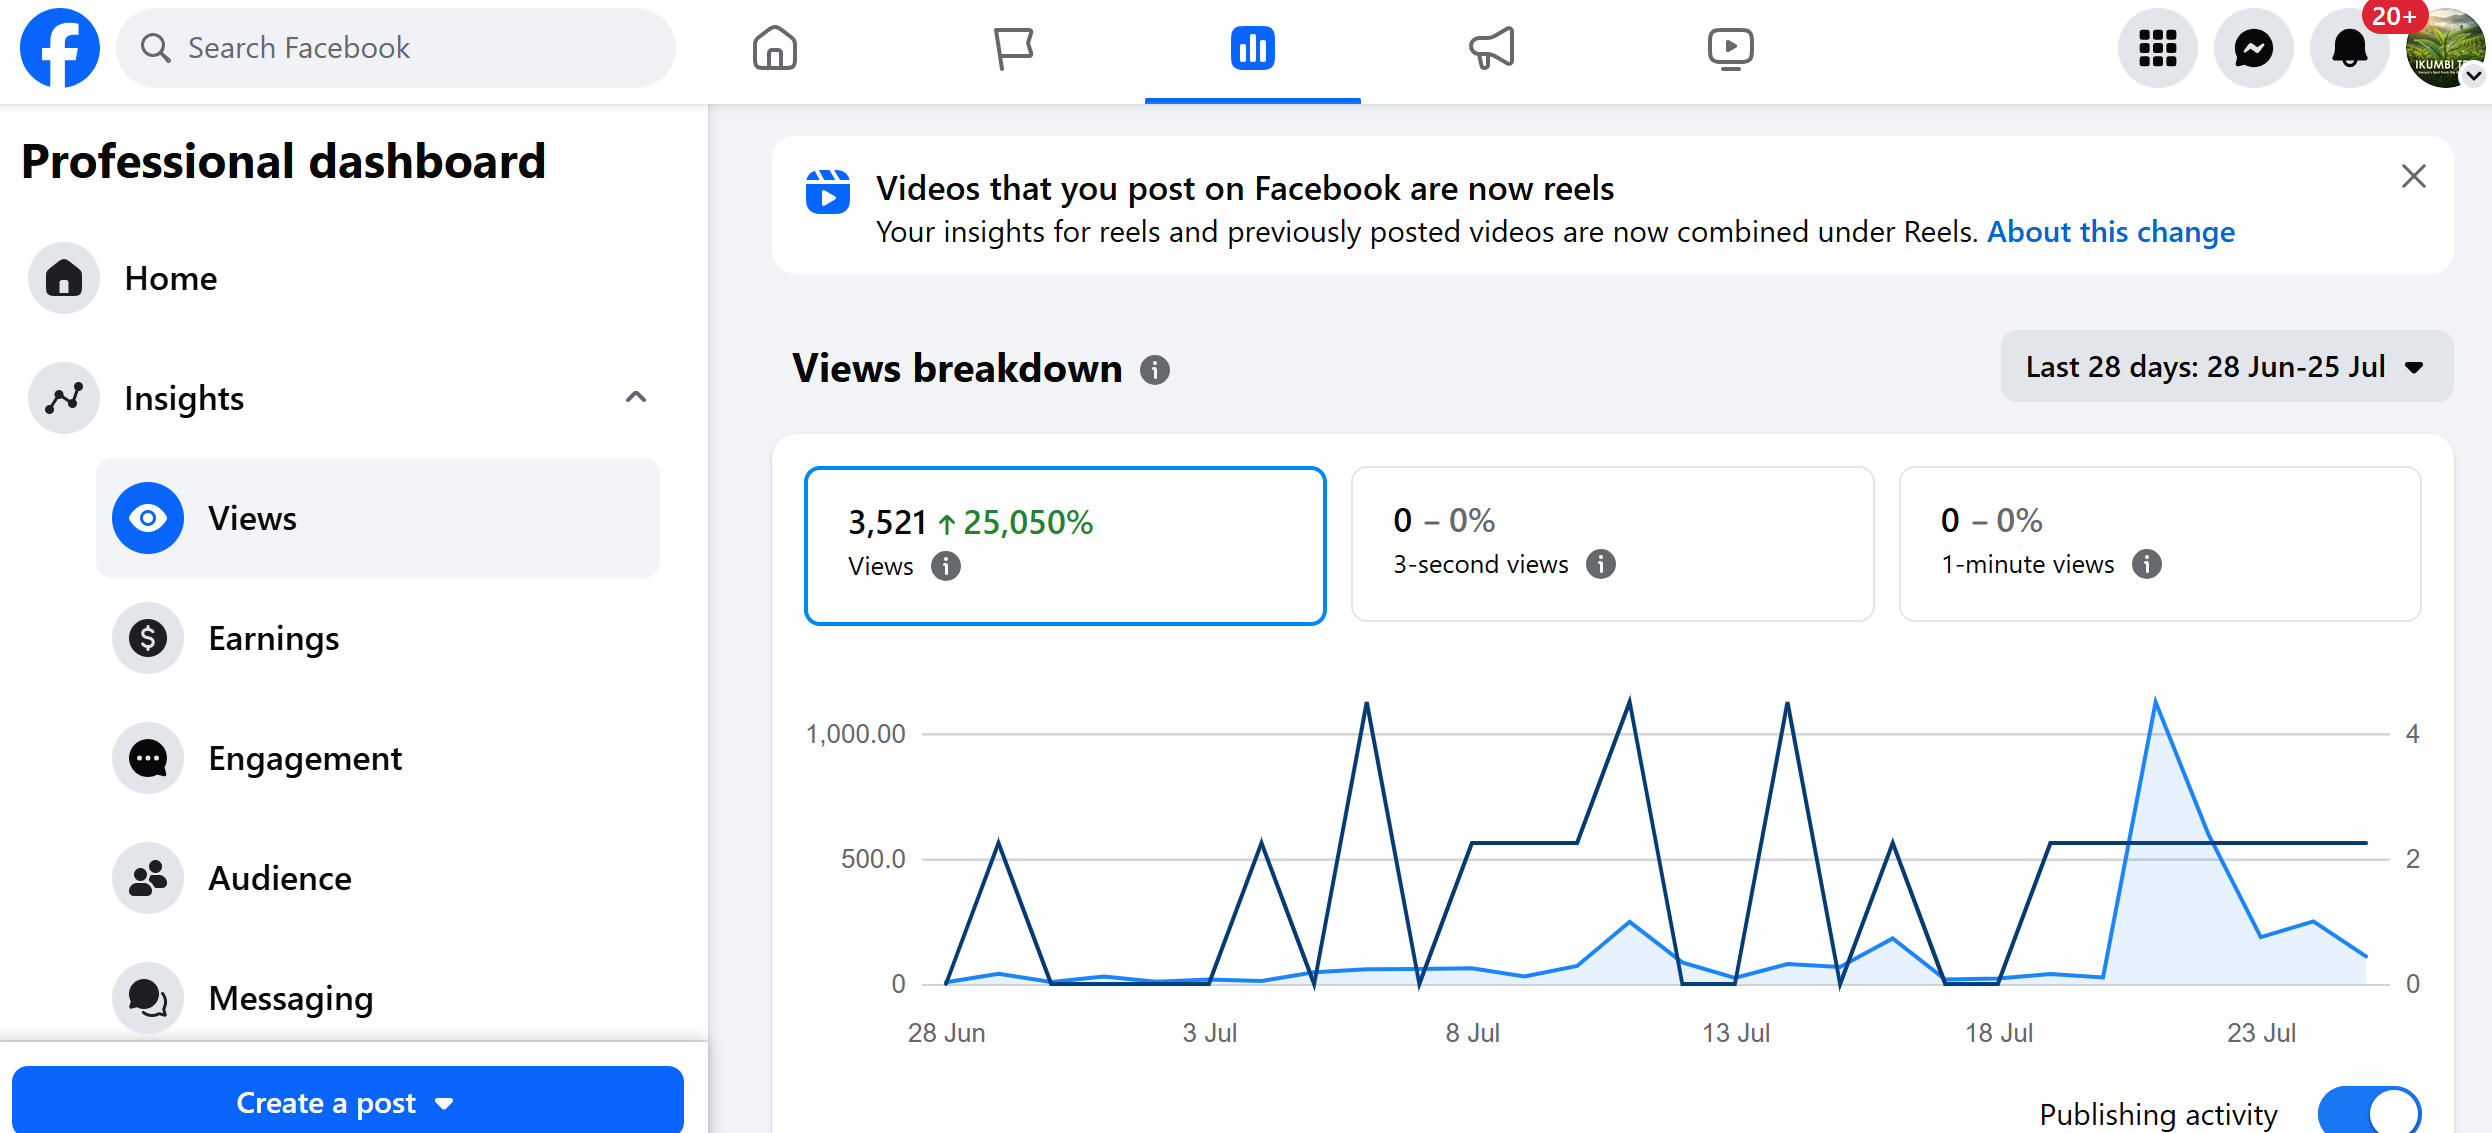 Search Facebook
20+
IKUMBI
Professional dashboard
Home
Insights
Views
Earnings
Engagement
Audience
Messaging
Create a post
Videos that you post on Facebook are now reels
Your insights for reels and previously posted videos are now combined under Reels. About this change
Views breakdown
Last 28 days: 28 Jun-25 Jul
3,521 ↑ 25,050%
Views
0 – 0%
3-second views
0 – 0%
1-minute views
1,000.00
4
500.0
2
0
0
28 Jun
3 Jul
8 Jul
13 Jul
18 Jul
23 Jul
Publishing activity